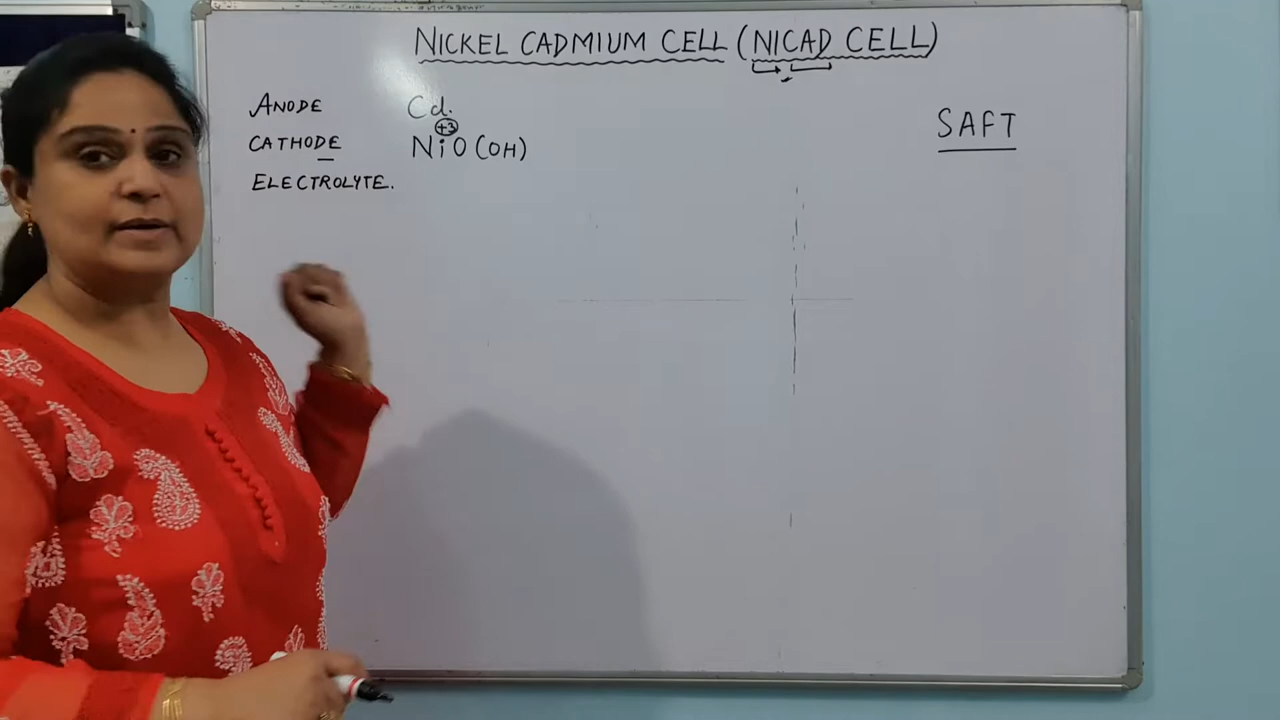 NICKEL CADMIUM CELL (NICAD CELL)
ANODE Cd.
+3
CATHODE NiO(OH)
ELECTROLYTE.
SAFT